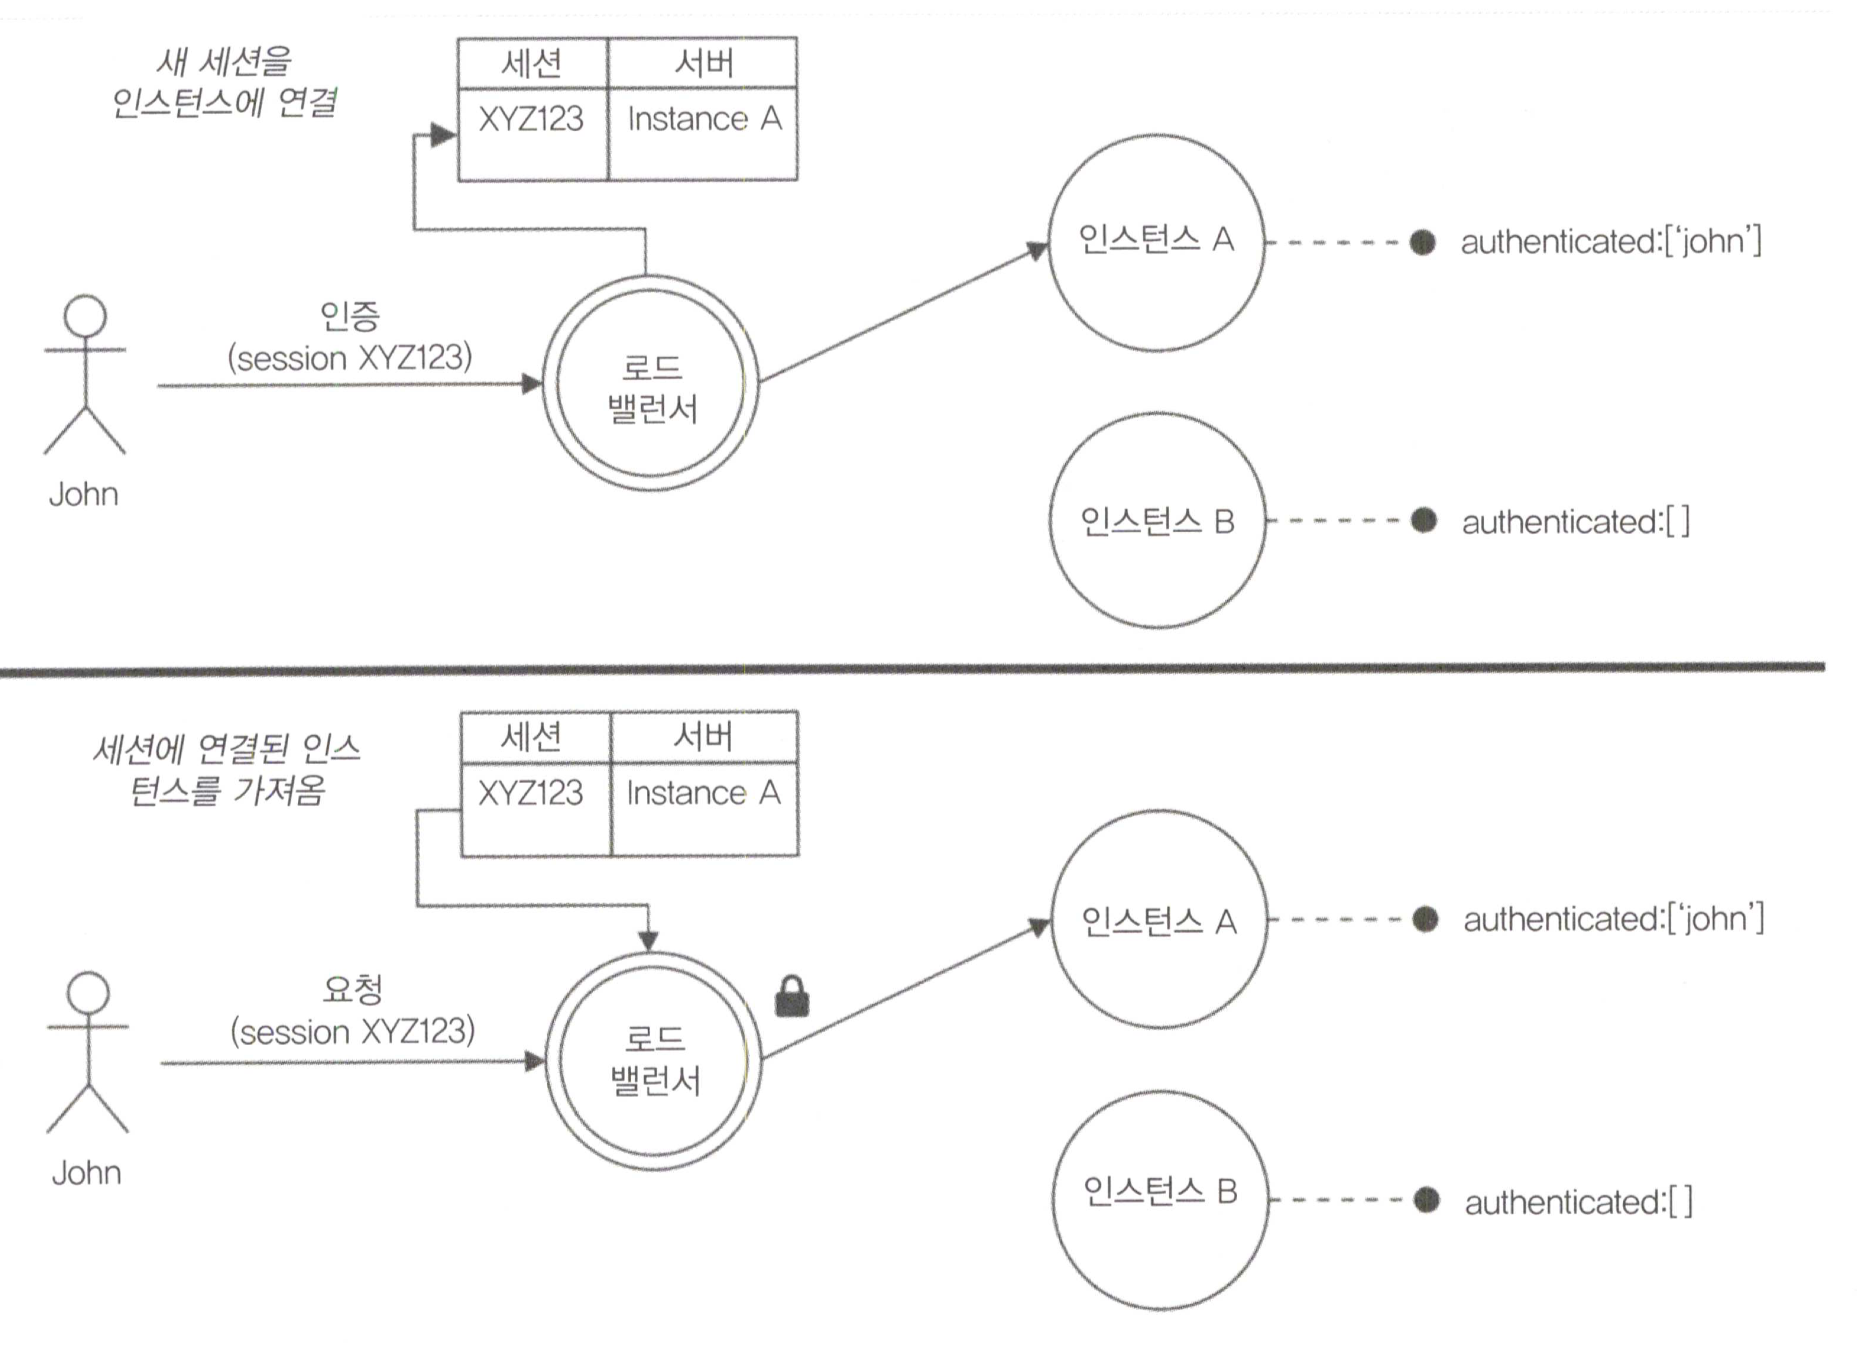 새 세션을
인스턴스에 연결
세션 서버
XYZ123 Instance A
인증
(session XYZ123)
John
로드
밸런서
인스턴스 A
authenticated:['john']
인스턴스 B
authenticated:[]
세션에 연결된 인스
턴스를 가져옴
세션 서버
XYZ123 Instance A
요청
(session XYZ123)
John
로드
밸런서
인스턴스 A
authenticated:['john']
인스턴스 B
authenticated:[]